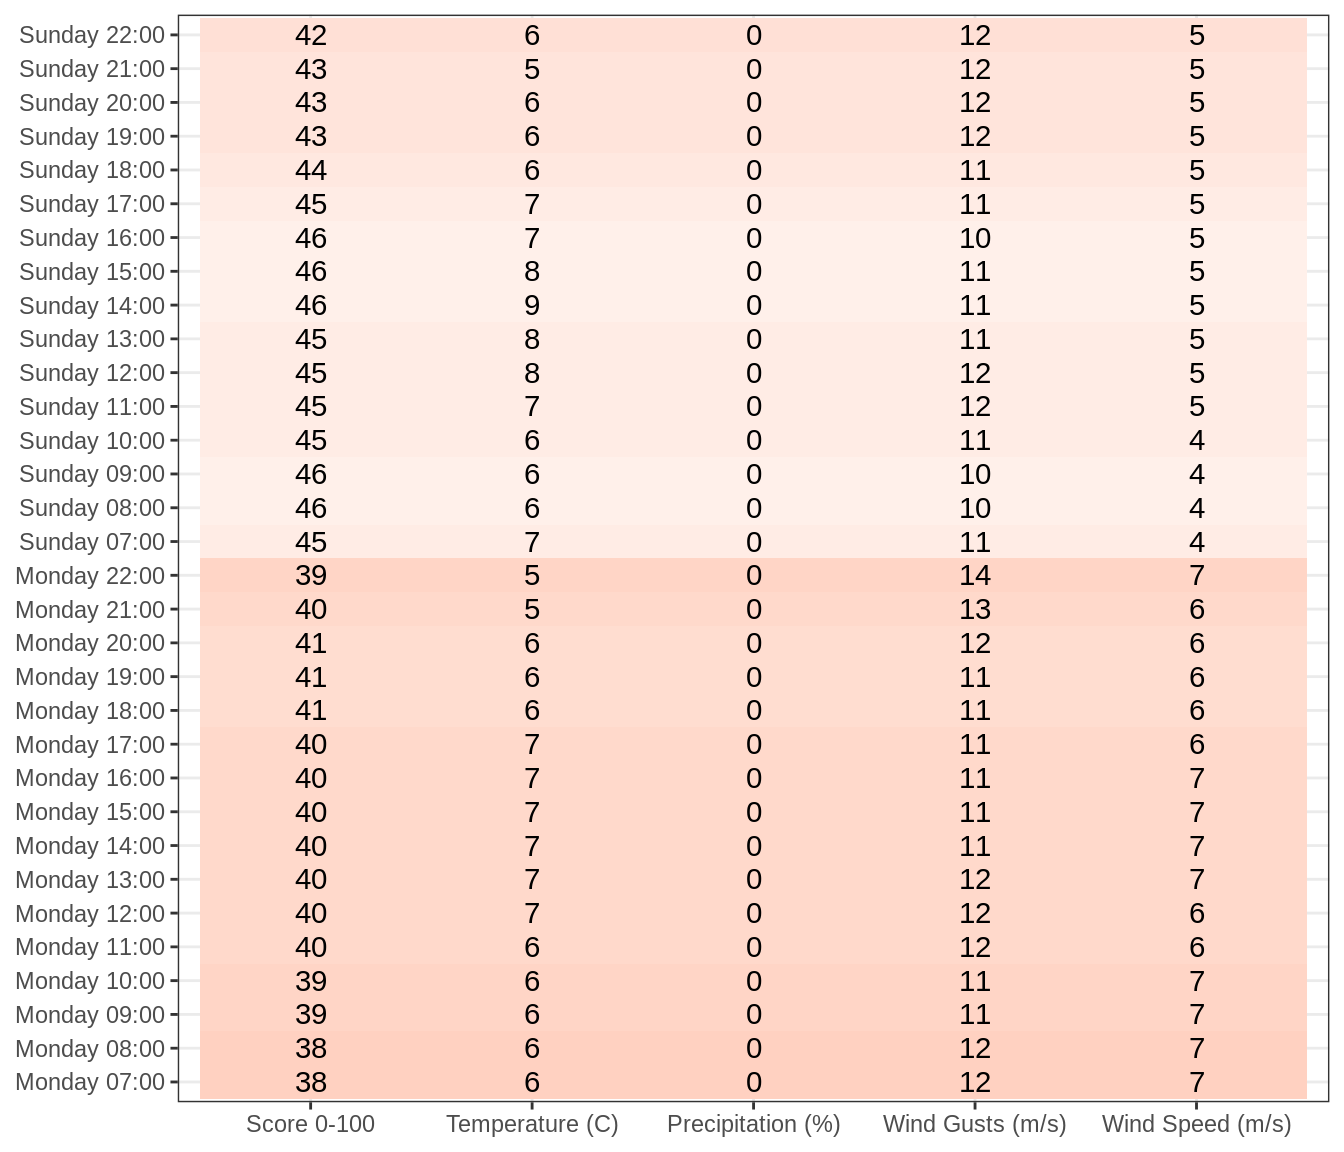 Sunday 22:00 42 6 0 12 5
Sunday 21:00 43 5 0 12 5
Sunday 20:00 43 6 0 12 5
Sunday 19:00 43 6 0 12 5
Sunday 18:00 44 6 0 11 5
Sunday 17:00 45 7 0 11 5
Sunday 16:00 46 7 0 10 5
Sunday 15:00 46 8 0 11 5
Sunday 14:00 46 9 0 11 5
Sunday 13:00 45 8 0 11 5
Sunday 12:00 45 8 0 12 5
Sunday 11:00 45 7 0 12 5
Sunday 10:00 45 6 0 11 4
Sunday 09:00 46 6 0 10 4
Sunday 08:00 46 6 0 10 4
Sunday 07:00 45 7 0 11 4
Monday 22:00 39 5 0 14 7
Monday 21:00 40 5 0 13 6
Monday 20:00 41 6 0 12 6
Monday 19:00 41 6 0 11 6
Monday 18:00 41 6 0 11 6
Monday 17:00 40 7 0 11 6
Monday 16:00 40 7 0 11 7
Monday 15:00 40 7 0 11 7
Monday 14:00 40 7 0 11 7
Monday 13:00 40 7 0 12 7
Monday 12:00 40 7 0 12 6
Monday 11:00 40 6 0 12 6
Monday 10:00 39 6 0 11 7
Monday 09:00 39 6 0 11 7
Monday 08:00 38 6 0 12 7
Monday 07:00 38 6 0 12 7
Score 0-100 Temperature (C) Precipitation (%) Wind Gusts (m/s) Wind Speed (m/s)